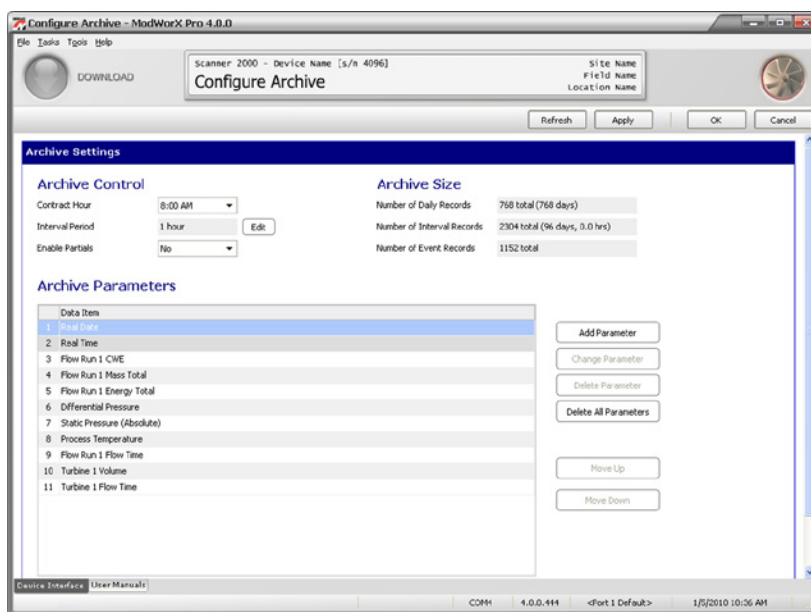 Configure Archive - ModWorX Pro 4.0.0
File Tasks Tools Help
DOWNLOAD
Scanner 2000 - Device Name [s/n 4096]
Configure Archive
Site Name
Field Name
Location Name
Refresh Apply OK Cancel
Archive Settings
Archive Control
Archive Size
Contract Hour 8:00 AM
Number of Daily Records 768 total (768 days)
Interval Period 1 hour Edit
Number of Interval Records 2304 total (96 days, 0.0 hrs)
Enable Partials No
Number of Event Records 1152 total
Archive Parameters
Data Item
1 Real Date
2 Real Time
3 Flow Run 1 CWE
4 Flow Run 1 Mass Total
5 Flow Run 1 Energy Total
6 Differential Pressure
7 Static Pressure (Absolute)
8 Process Temperature
9 Flow Run 1 Flow Time
10 Turbine 1 Volume
11 Turbine 1 Flow Time
Add Parameter
Change Parameter
Delete Parameter
Delete All Parameters
Move Up
Move Down
Device Interface User Manuals
COM4 4.0.0.444 <Port 1 Default> 1/5/2010 10:36 AM